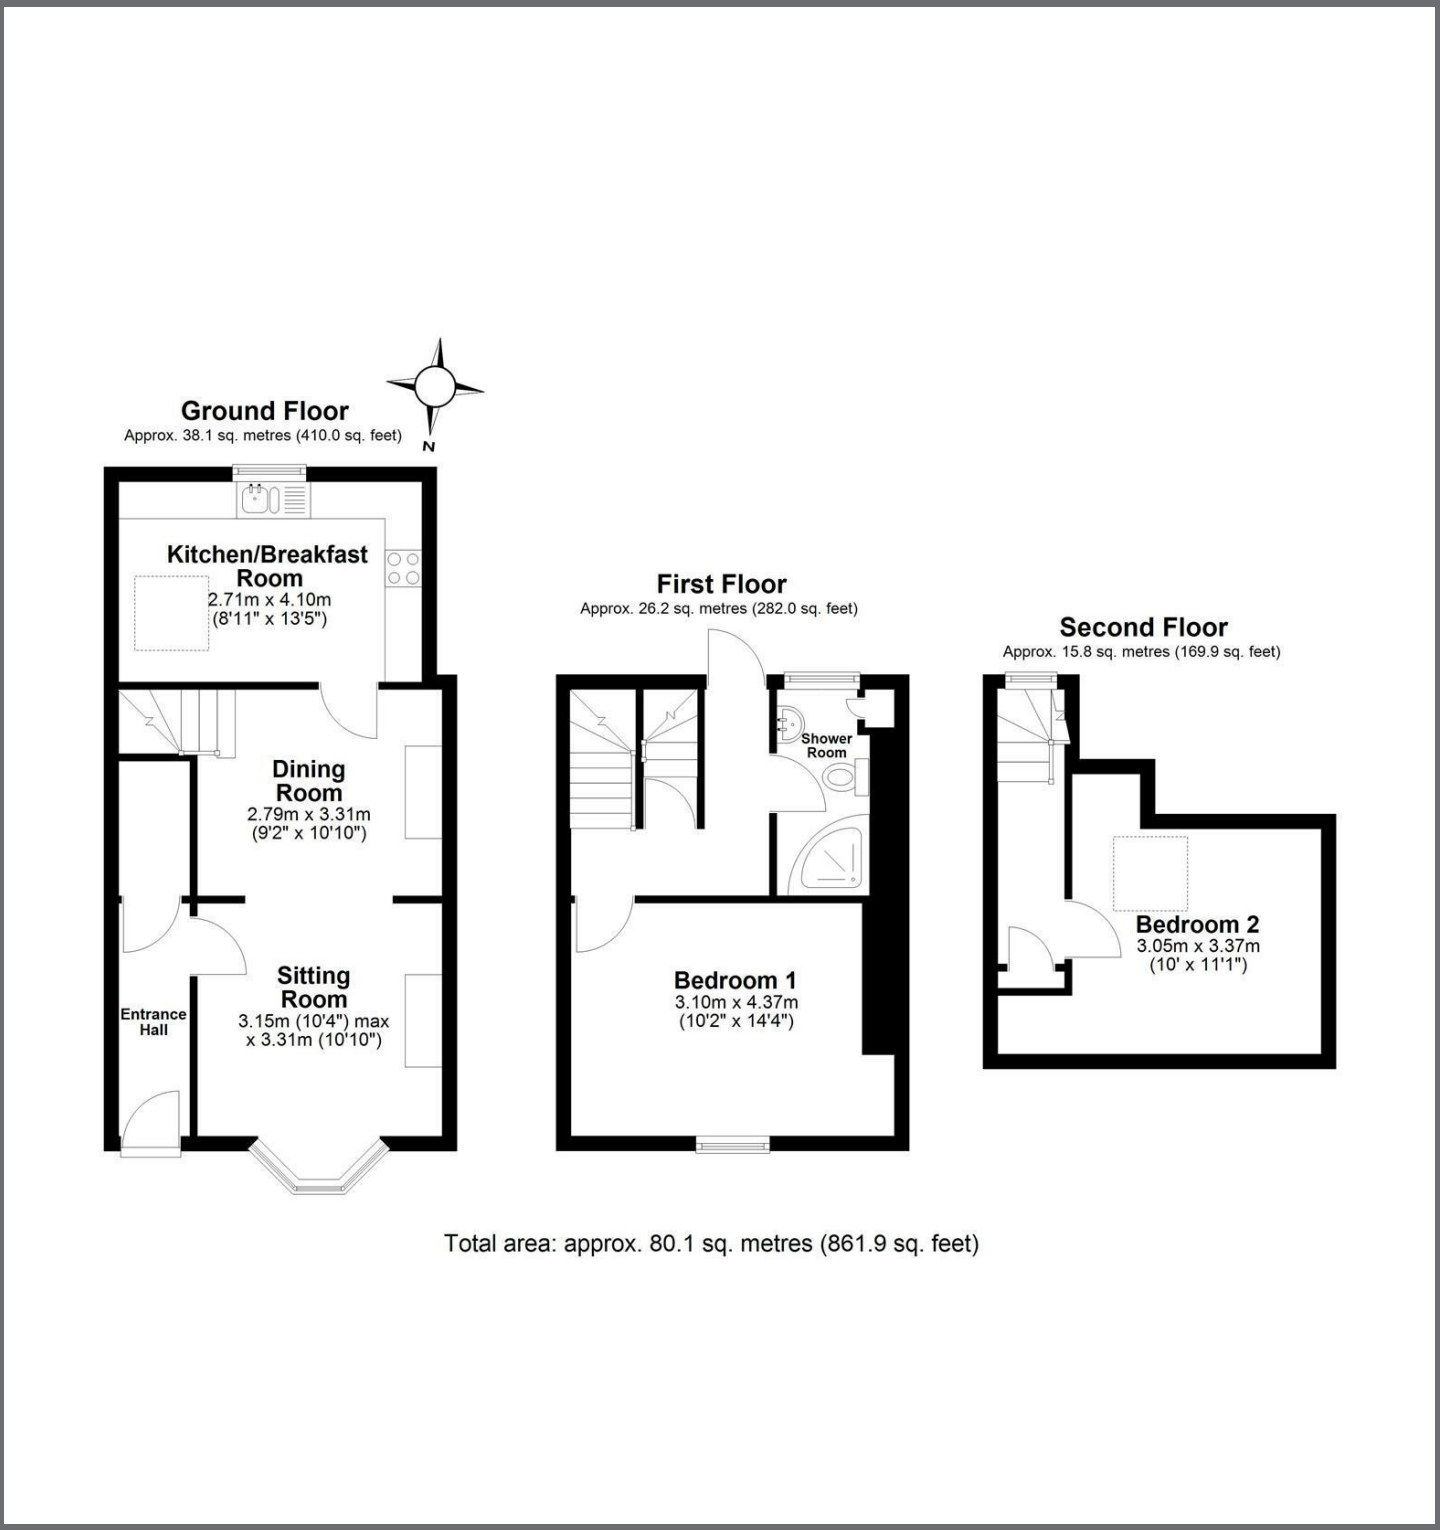 N
Ground Floor
Approx. 38.1 sq. metres (410.0 sq. feet)
Kitchen/Breakfast
Room
2.71m x 4.10m
(8'11" x 13'5")
Dining
Room
2.79m x 3.31m
(9'2" x 10'10")
Sitting
Room
3.15m (10'4") max
x 3.31m (10'10")
Entrance
Hall
First Floor
Approx. 26.2 sq. metres (282.0 sq. feet)
Shower
Room
Bedroom 1
3.10m x 4.37m
(10'2" x 14'4")
Second Floor
Approx. 15.8 sq. metres (169.9 sq. feet)
Bedroom 2
3.05m x 3.37m
(10' x 11'1")
Total area: approx. 80.1 sq. metres (861.9 sq. feet)